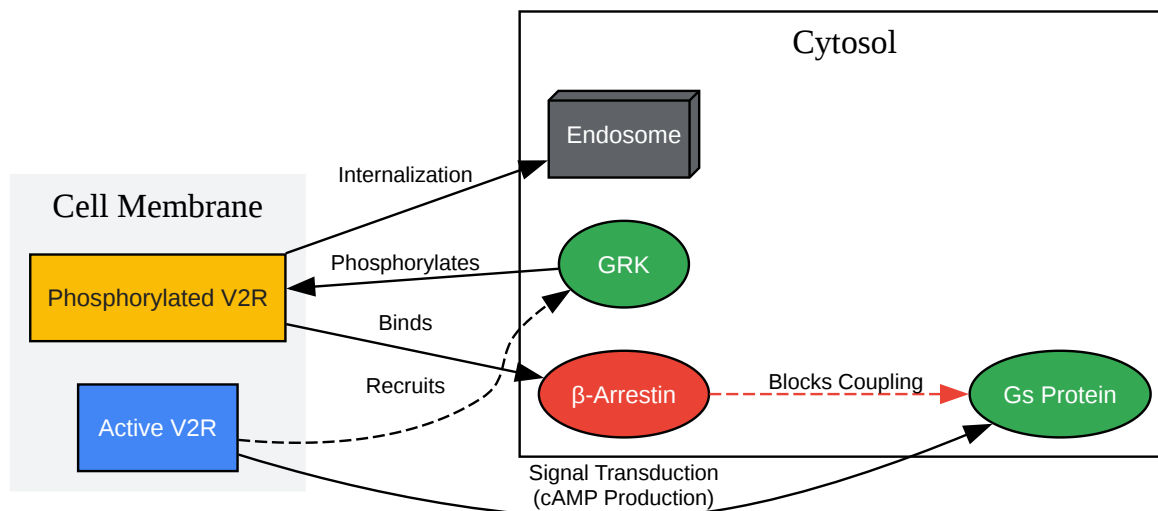 Cytosol
Endosome
Internalization
Cell Membrane
Phosphorylates
GRK
Phosphorylated V2R
Binds
Recruits
β-Arrestin
Blocks Coupling
Gs Protein
Active V2R
Signal Transduction
(cAMP Production)